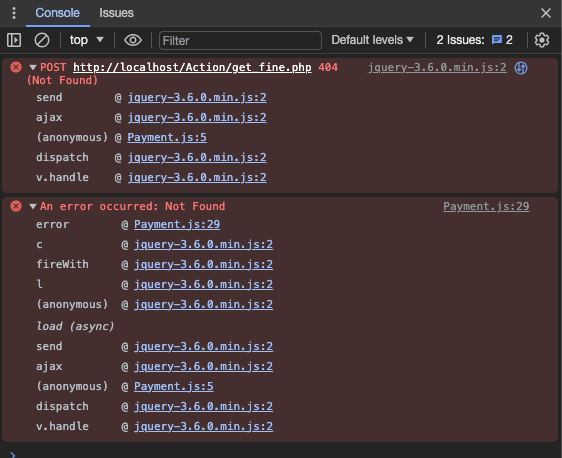 Console Issues
top Filter Default levels 2 Issues: 2
POST http://localhost/Action/get_fine.php 404 jquery-3.6.0.min.js:2
(Not Found)
send @ jquery-3.6.0.min.js:2
ajax @ jquery-3.6.0.min.js:2
(anonymous) @ Payment.js:5
dispatch @ jquery-3.6.0.min.js:2
v.handle @ jquery-3.6.0.min.js:2
An error occurred: Not Found Payment.js:29
error @ Payment.js:29
c @ jquery-3.6.0.min.js:2
fireWith @ jquery-3.6.0.min.js:2
l @ jquery-3.6.0.min.js:2
(anonymous) @ jquery-3.6.0.min.js:2
load (async)
send @ jquery-3.6.0.min.js:2
ajax @ jquery-3.6.0.min.js:2
(anonymous) @ Payment.js:5
dispatch @ jquery-3.6.0.min.js:2
v.handle @ jquery-3.6.0.min.js:2